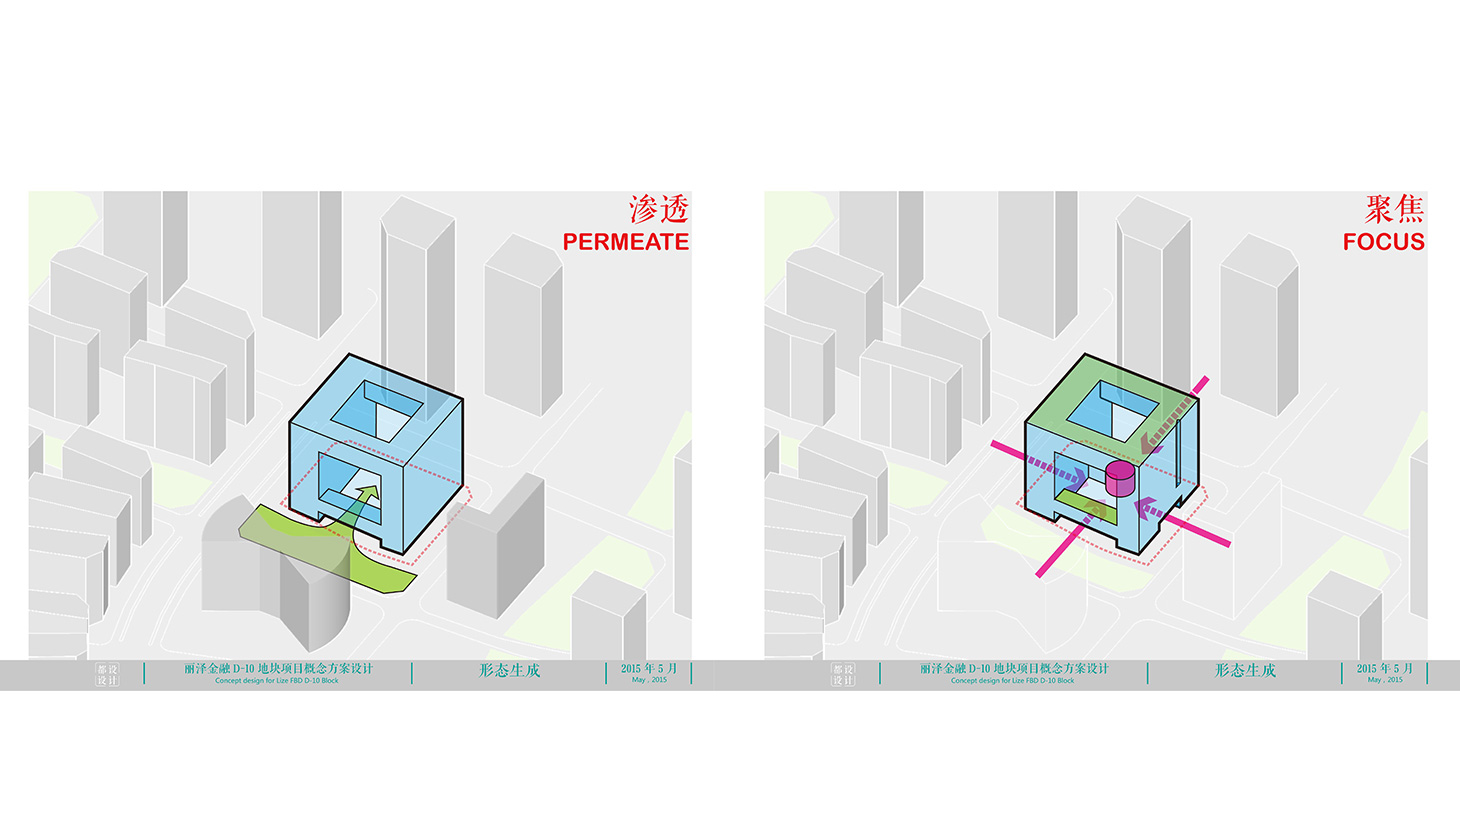 渗透
PERMEATE
都设
设计
丽泽金融 D-10 地块项目概念方案设计
Concept design for Lize FBD D-10 Block
形态生成
2015 年 5 月
May , 2015
聚焦
FOCUS
都设
设计
丽泽金融 D-10 地块项目概念方案设计
Concept design for Lize FBD D-10 Block
形态生成
2015 年 5 月
May , 2015